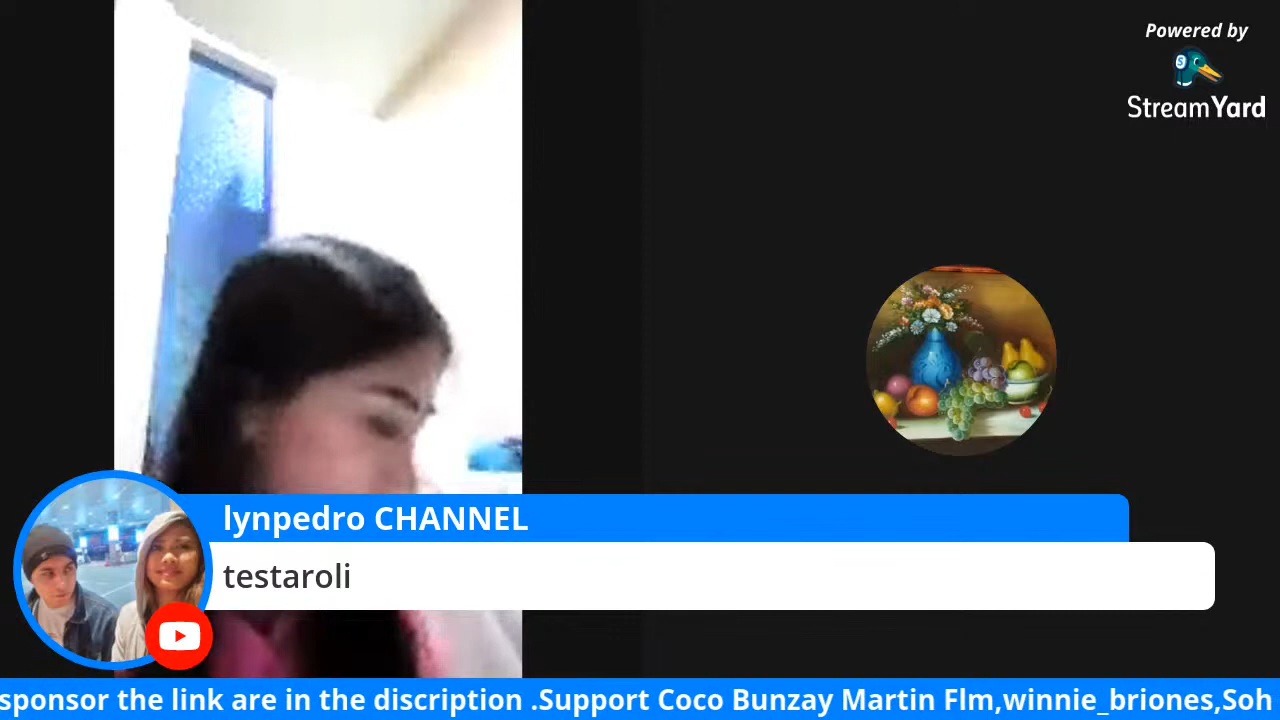 Powered by
StreamYard
lynpedro CHANNEL
testaroli
sponsor the link are in the discription .Support Coco Bunzay Martin Flm,winnie_briones,Soh